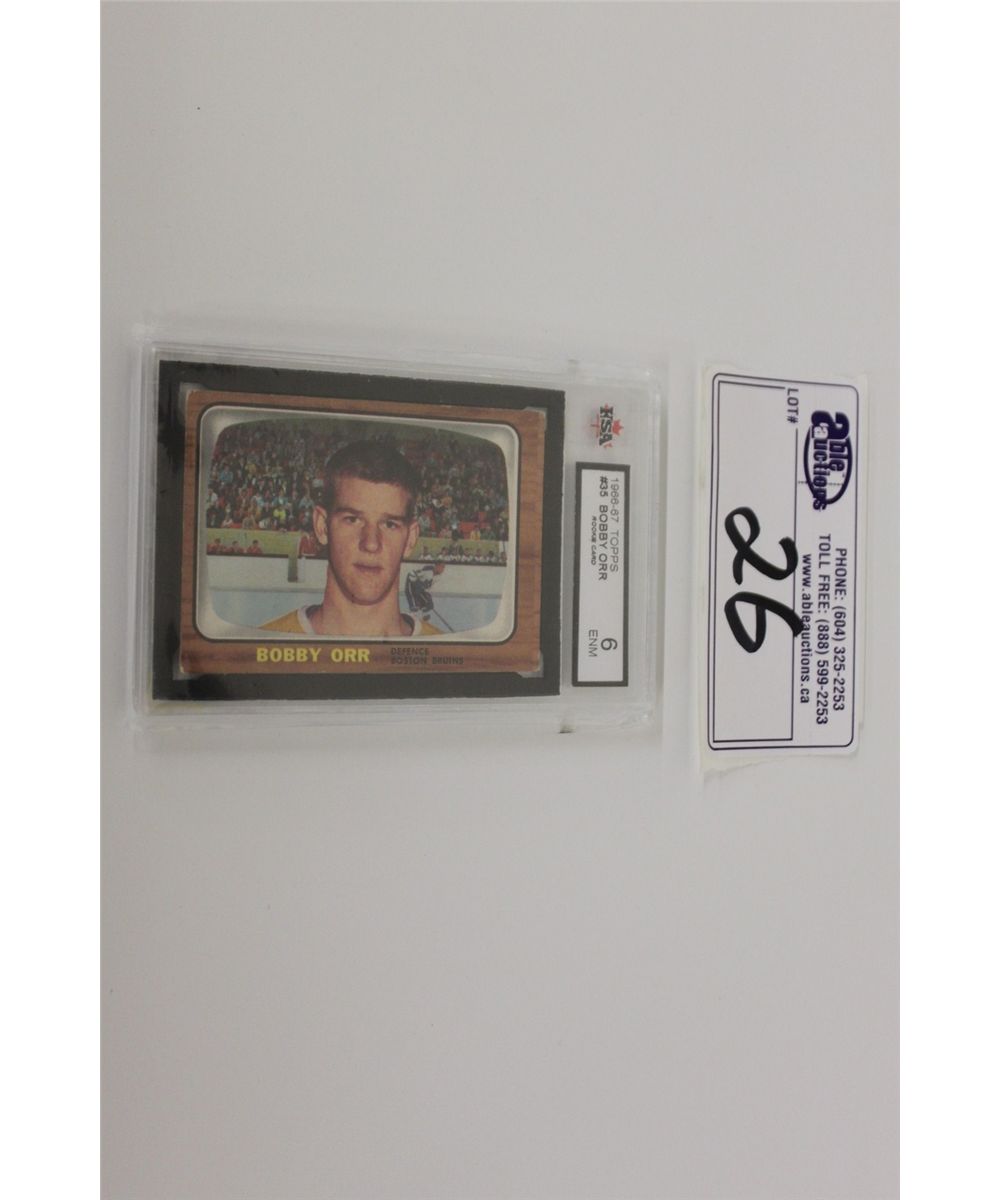 BOBBY ORR
DEFENCE
BOSTON BRUINS
KSA
1966-67 TOPPS
#35 BOBBY ORR
ROOKIE CARD
6
ENM
able auctions
PHONE: (604) 325-2253
TOLL FREE: (888) 599-2253
www.ableauctions.ca
LOT#
26